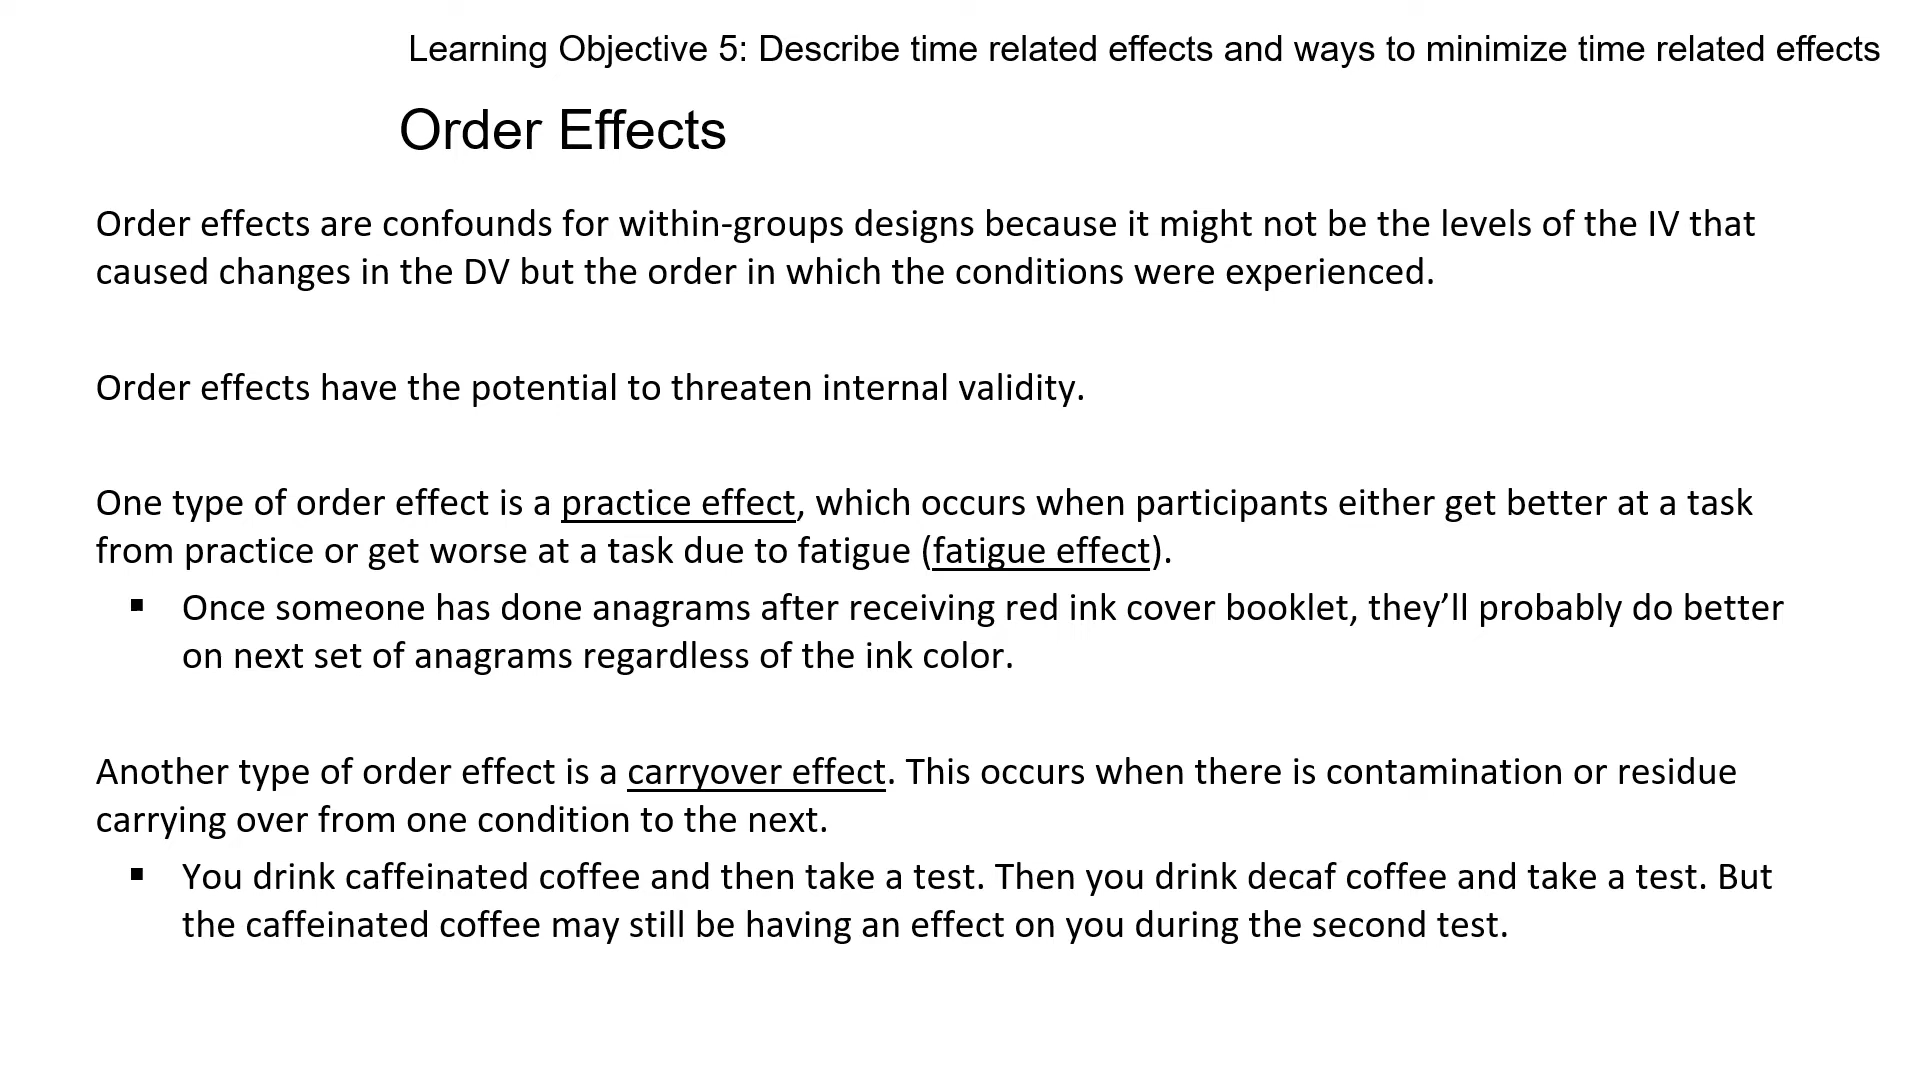 Learning Objective 5: Describe time related effects and ways to minimize time related effects
Order Effects
Order effects are confounds for within-groups designs because it might not be the levels of the IV that
caused changes in the DV but the order in which the conditions were experienced.
Order effects have the potential to threaten internal validity.
One type of order effect is a practice effect, which occurs when participants either get better at a task
from practice or get worse at a task due to fatigue (fatigue effect).
▪ Once someone has done anagrams after receiving red ink cover booklet, they’ll probably do better
on next set of anagrams regardless of the ink color.
Another type of order effect is a carryover effect. This occurs when there is contamination or residue
carrying over from one condition to the next.
▪ You drink caffeinated coffee and then take a test. Then you drink decaf coffee and take a test. But
the caffeinated coffee may still be having an effect on you during the second test.